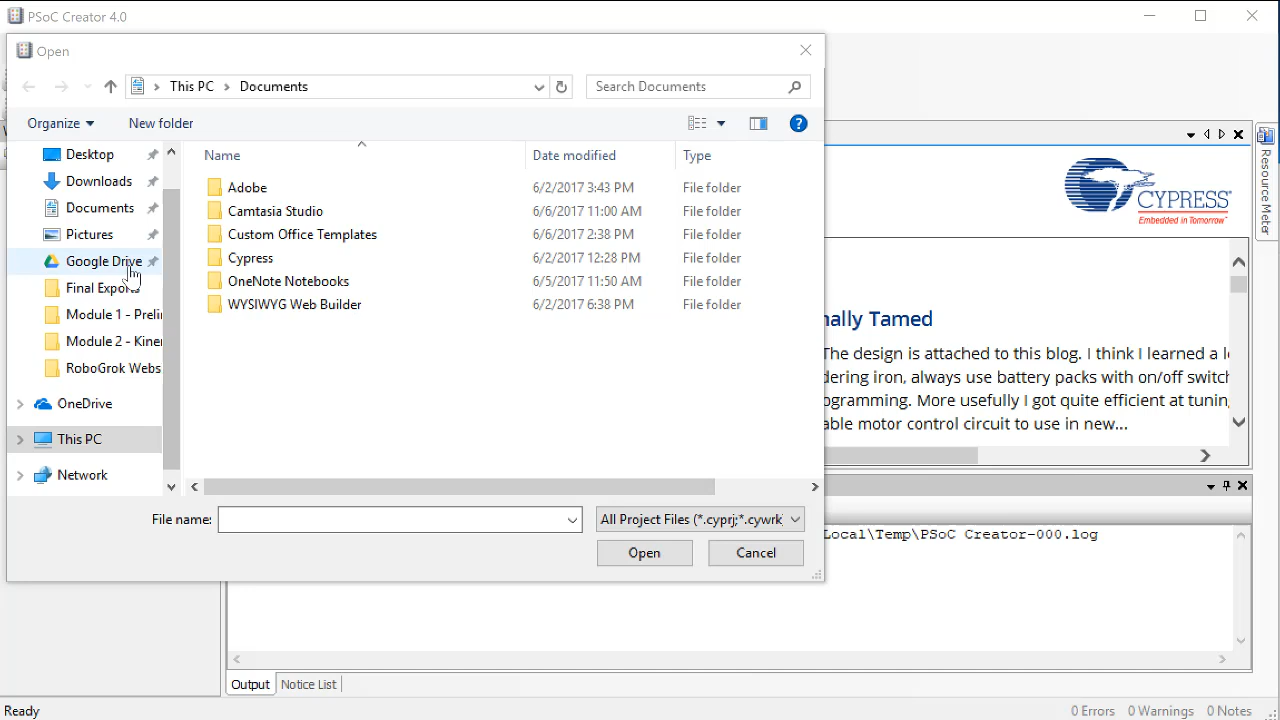 PSoC Creator 4.0
Open
This PC
Documents
Search Documents
Organize
New folder
Name
Date modified
Type
Desktop
Downloads
Documents
Pictures
Google Drive
Final Exports
Module 1 - Preli
Module 2 - Kiner
RoboGrok Webs
OneDrive
This PC
Network
Adobe 6/2/2017 3:43 PM File folder
Camtasia Studio 6/6/2017 11:00 AM File folder
Custom Office Templates 6/6/2017 2:38 PM File folder
Cypress 6/2/2017 12:28 PM File folder
OneNote Notebooks 6/5/2017 11:50 AM File folder
WYSIWYG Web Builder 6/2/2017 6:38 PM File folder
File name:
All Project Files (*.cyprj;*.cywrk
Open
Cancel
CYPRESS
Embedded in Tomorrow™
Resource Meter
nally Tamed
The design is attached to this blog. I think I learned a l
dering iron, always use battery packs with on/off switch
ogramming. More usefully I got quite efficient at tuning
able motor control circuit to use in new...
Local\Temp\PSoC Creator-000.log
Output
Notice List
Ready
0 Errors
0 Warnings
0 Notes